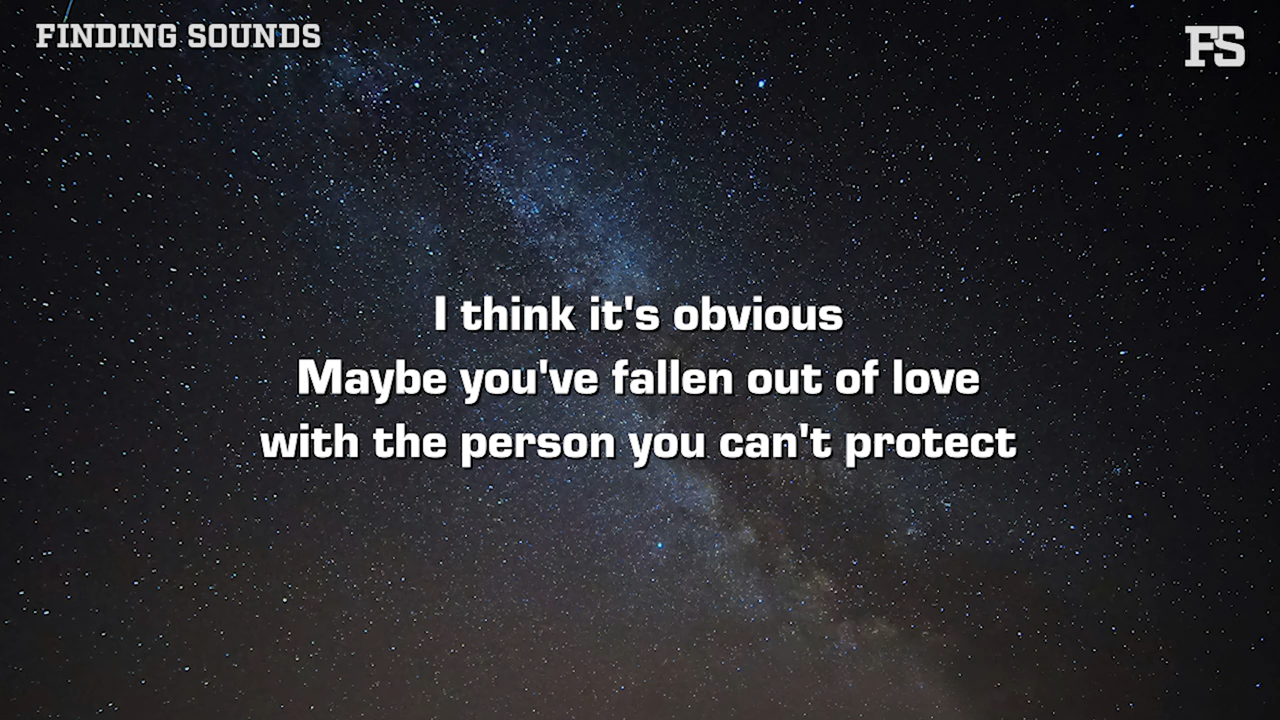 FINDING SOUNDS
FS
I think it's obvious
Maybe you've fallen out of love
with the person you can't protect